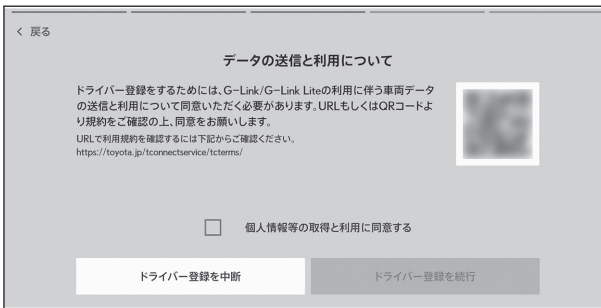 戻る
データの送信と利用について
ドライバー登録をするためには、G-Link/G-Link Liteの利用に伴う車両データ
の送信と利用について同意いただく必要があります。URLもしくはQRコードよ
り規約をご確認の上、同意をお願いします。
URLで利用規約を確認するには下記からご確認ください。
https://toyota.jp/tconnectservice/tcterms/
個人情報等の取得と利用に同意する
ドライバー登録を中断
ドライバー登録を続行